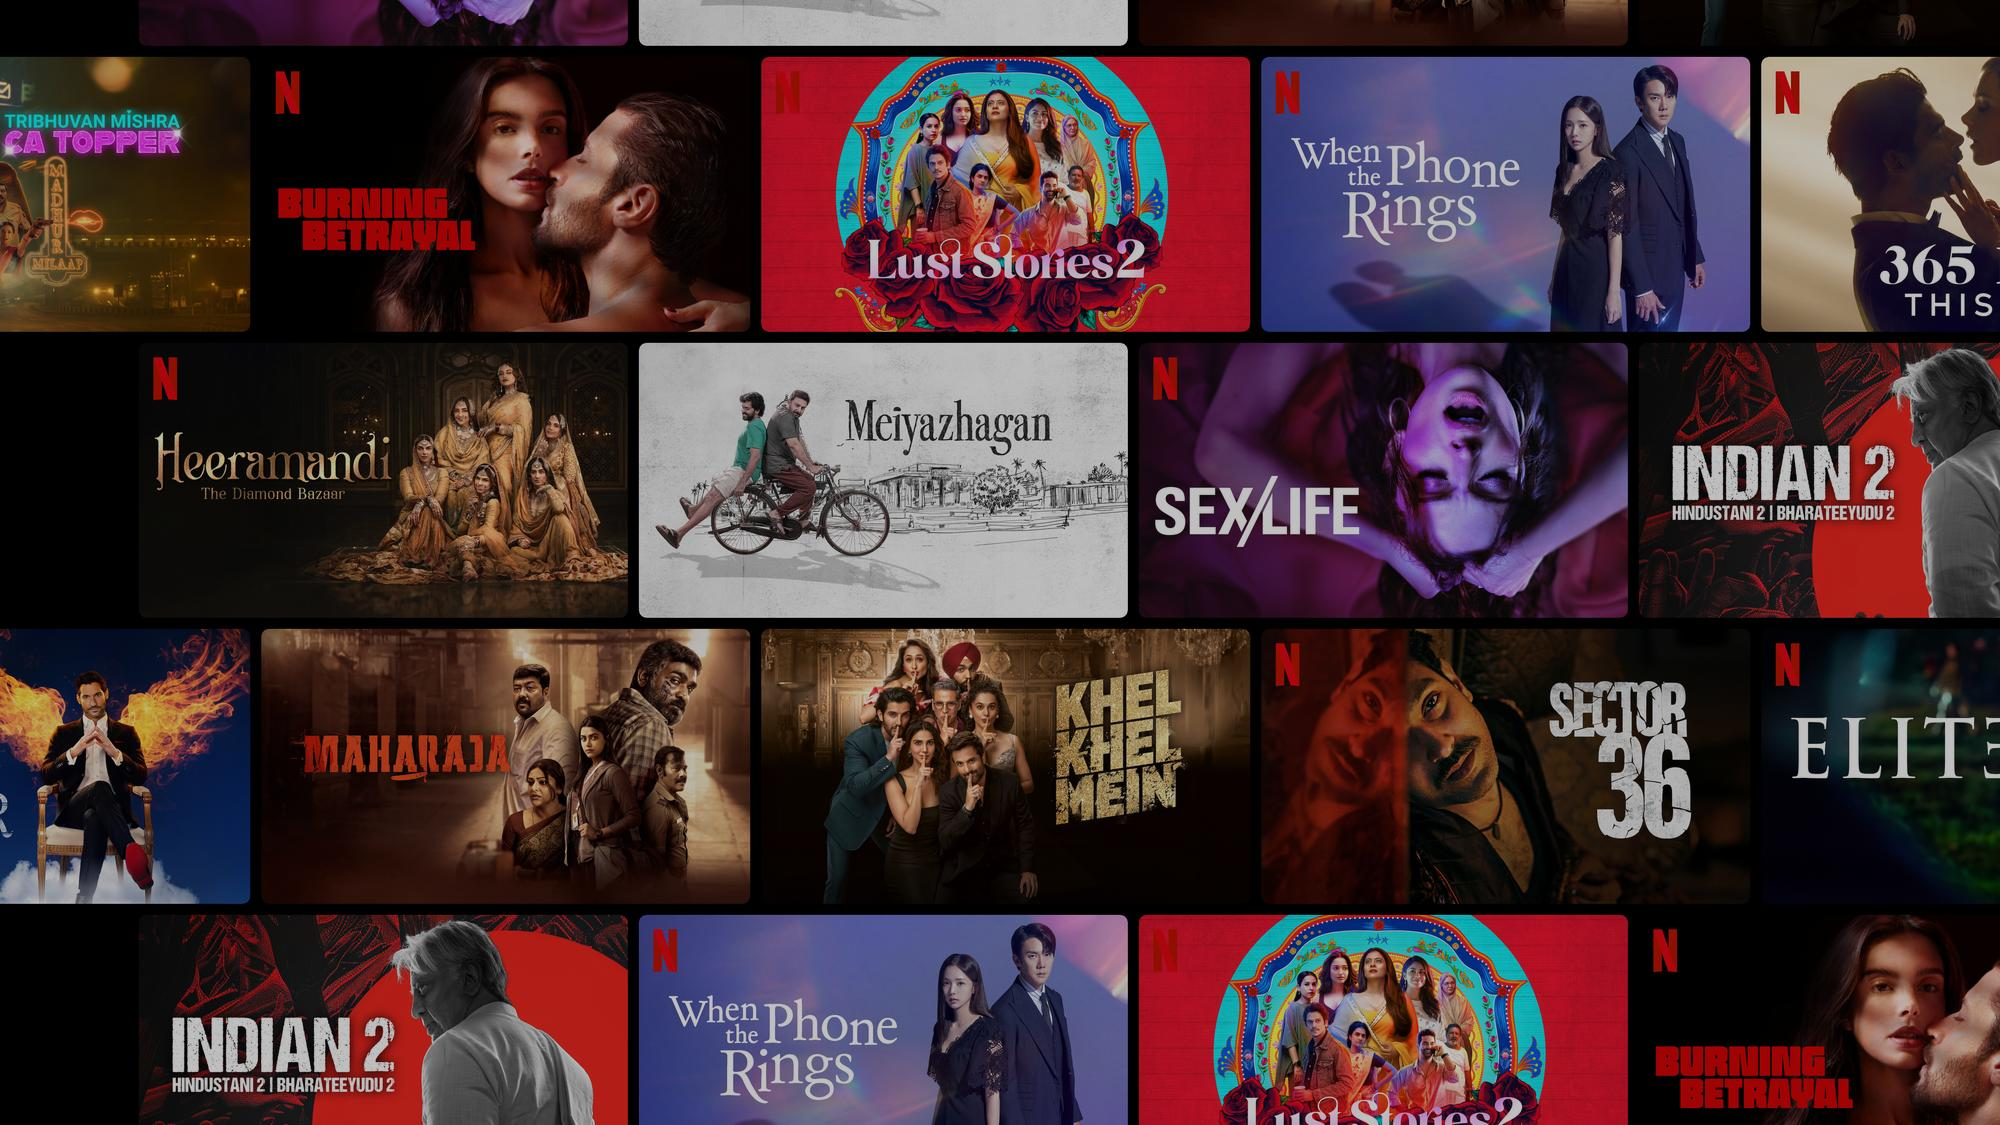 TRIBHUVAN MISHRA
CA TOPPER
MADHUR
MILAAP
N
BURNING
BETRAYAL
N
Lust Stories 2
N
When
the Phone
Rings
N
365
THIS
N
Heeramandi
The Diamond Bazaar
Meiyazhagan
N
SEX/LIFE
INDIAN 2
HINDUSTANI 2 | BHARATEEYUDU 2
R
MAHARAJA
KHEL
KHEL
MEIN
N
SECTOR
36
N
ELITE
INDIAN 2
HINDUSTANI 2 | BHARATEEYUDU 2
N
When
the Phone
Rings
N
Lust Stories 2
N
BURNING
BETRAYAL